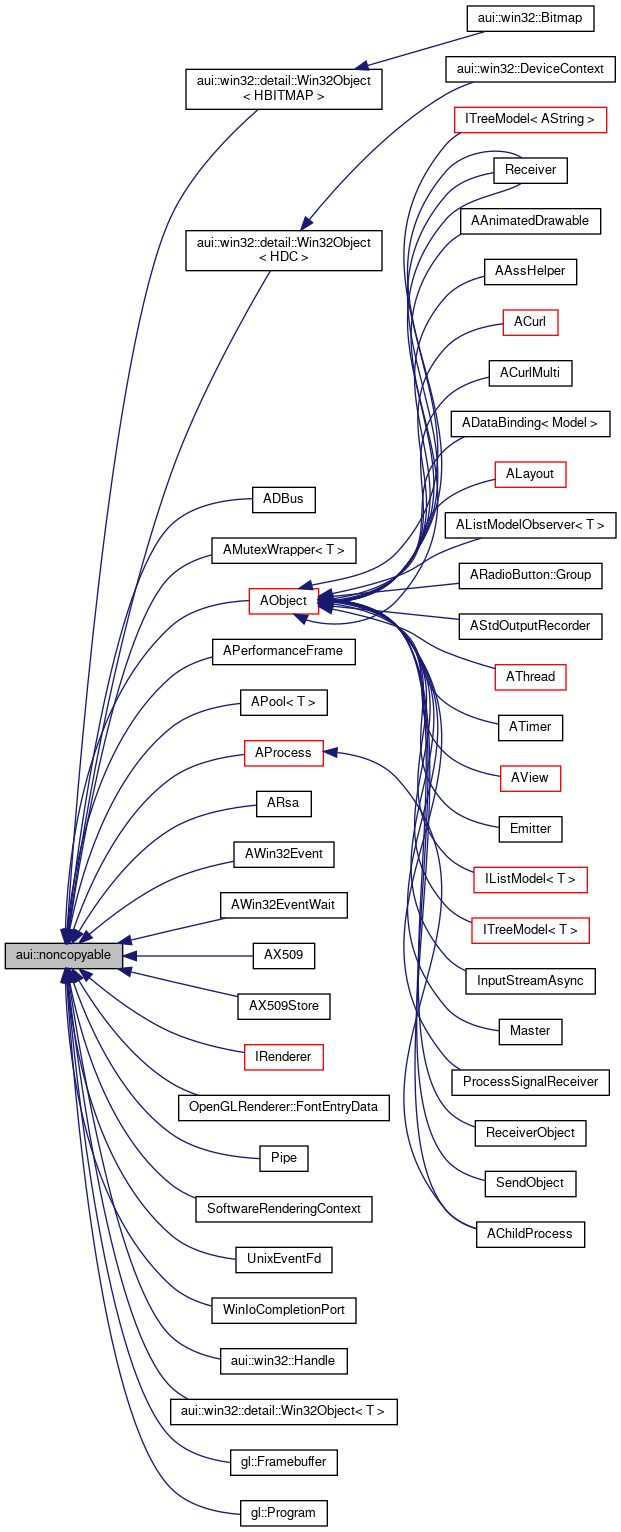 aui::win32::Bitmap
aui::win32::detail::Win32Object
< HBITMAP >
aui::win32::DeviceContext
ITreeModel< AString >
Receiver
AAnimatedDrawable
aui::win32::detail::Win32Object
< HDC >
AAssHelper
ACurl
ACurlMulti
ADataBinding< Model >
ALayout
ADBus
AListModelObserver< T >
AMutexWrapper< T >
ARadioButton::Group
AObject
AStdOutputRecorder
APerformanceFrame
AThread
APool< T >
ATimer
AProcess
AView
ARsa
Emitter
AWin32Event
IListModel< T >
AWin32EventWait
ITreeModel< T >
aui::noncopyable
AX509
InputStreamAsync
AX509Store
Master
IRenderer
ProcessSignalReceiver
OpenGLRenderer::FontEntryData
ReceiverObject
Pipe
SendObject
SoftwareRenderingContext
AChildProcess
UnixEventFd
WinIoCompletionPort
aui::win32::Handle
aui::win32::detail::Win32Object< T >
gl::Framebuffer
gl::Program